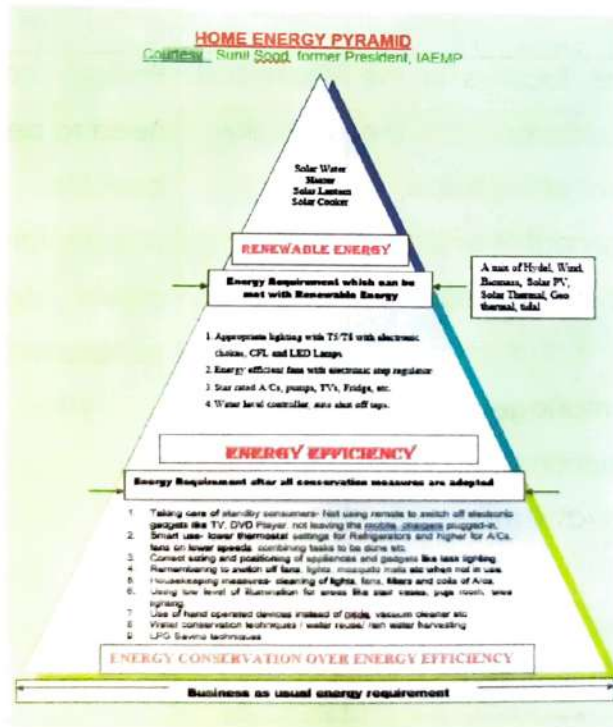 HOME ENERGY PYRAMID
Courtesy Sunil Sood, former President, IAEMP
Solar Water
Heater
Solar Lantern
Solar Cooker
RENEWABLE ENERGY
Energy Requirement which can be
met with Renewable Energy
A mix of Hydel, Wind,
Biomass, Solar PV,
Solar Thermal, Geo
thermal, tidal
1. Appropriate lighting with T5/T8 with electronic
chokes, CFL and LED Lamps
2. Energy efficient fans with electronic step regulator
3. Star rated A Cs, pumps, TVs, Fridge, etc.
4. Water level controller, auto shut off taps.
ENERGY EFFICIENCY
Energy Requirement after all conservation measures are adopted
1. Taking care of standby consumers- Not using remote to switch off electronic
gadgets like TV, DVD Player, not leaving the mobile chargers plugged-in.
2. Smart use- lower thermostat settings for Refrigerators and higher for A/Cs,
fans on lower speeds, combining tasks to be done etc.
3. Correct sizing and positioning of appliances and gadgets like task lighting.
4. Remembering to switch off fans, lights, mosquito mats etc when not in use.
5. Housekeeping measures- cleaning of lights, fans, filters and coils of A/cs.
6. Using low level of illumination for areas like stair cases, puja room, area
lighting.
7. Use of hand operated devices instead of vacuum cleaner etc
8. Water conservation techniques / water reuse/ rain water harvesting
9. LPG Saving techniques
ENERGY CONSERVATION OVER ENERGY EFFICIENCY
Business as usual energy requirement